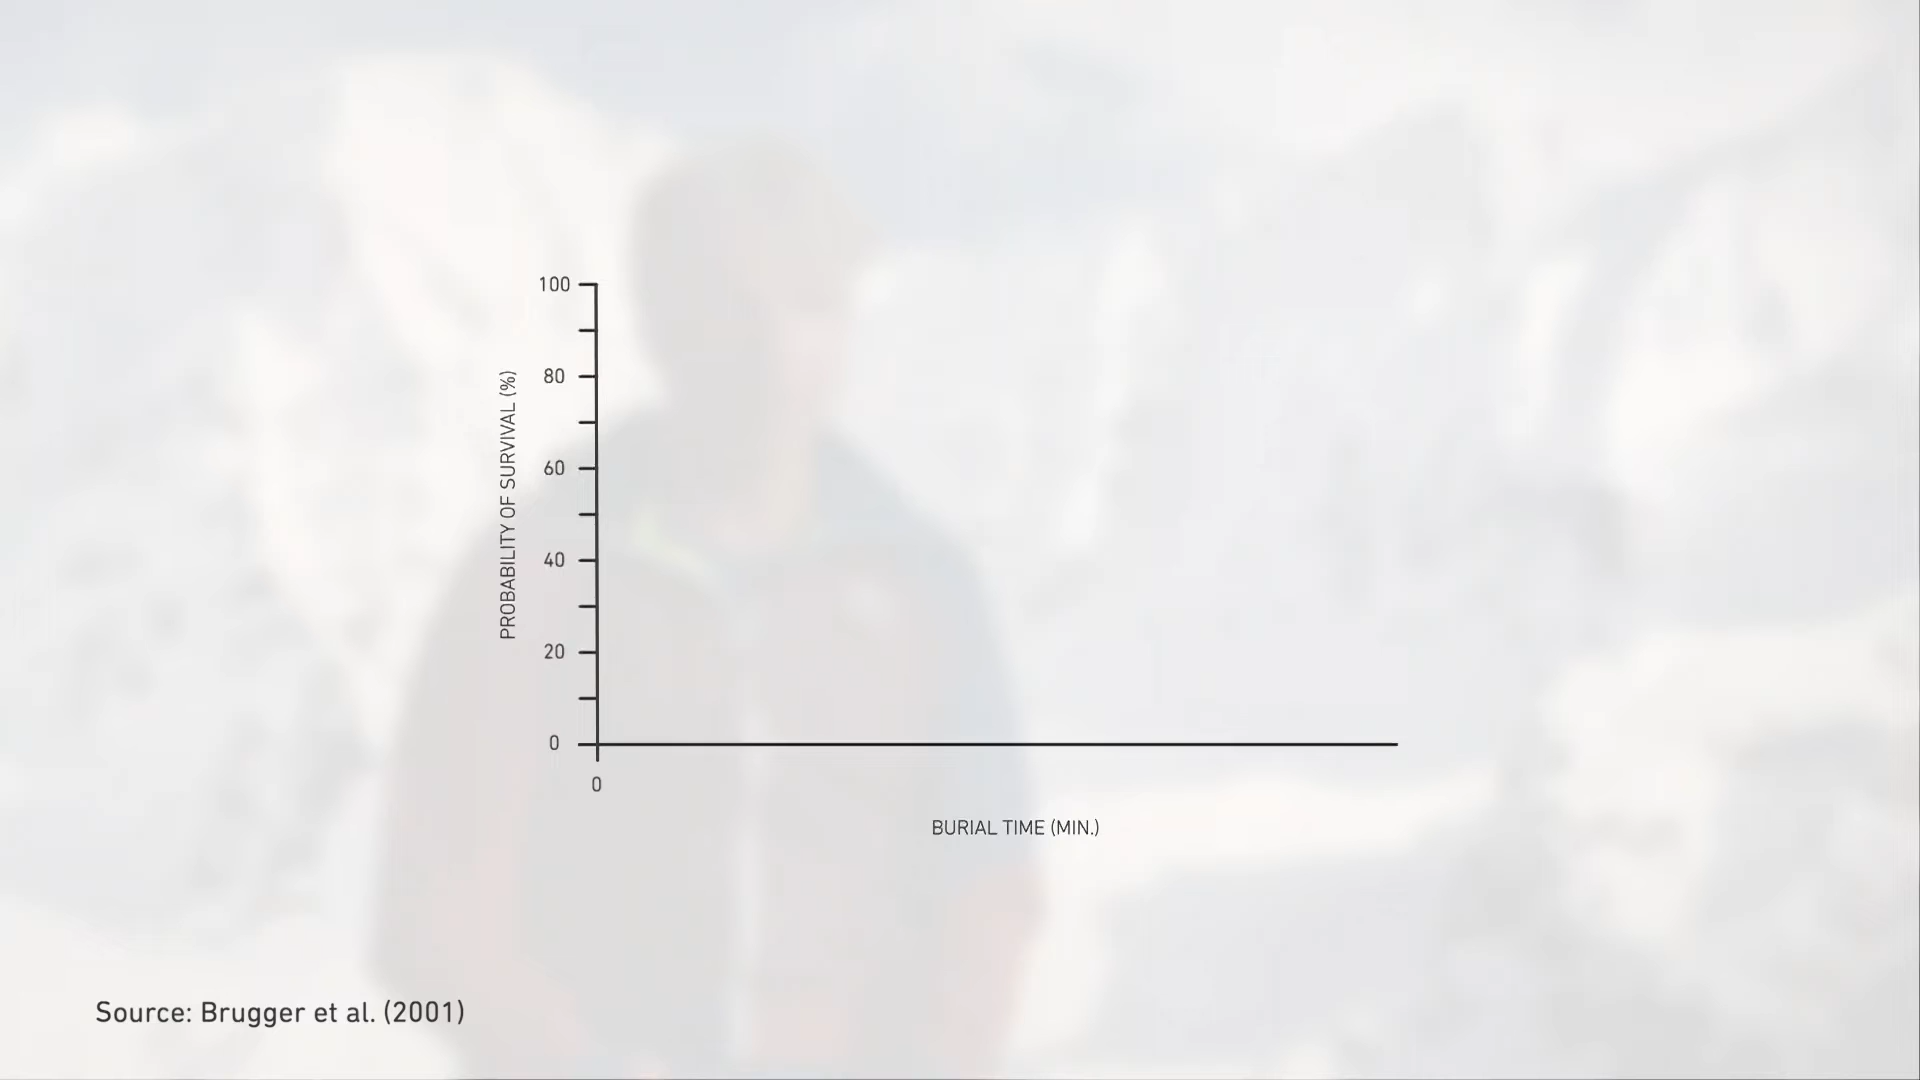 100
80
60
40
20
0
PROBABILITY OF SURVIVAL (%)
0
BURIAL TIME (MIN.)
Source: Brugger et al. (2001)